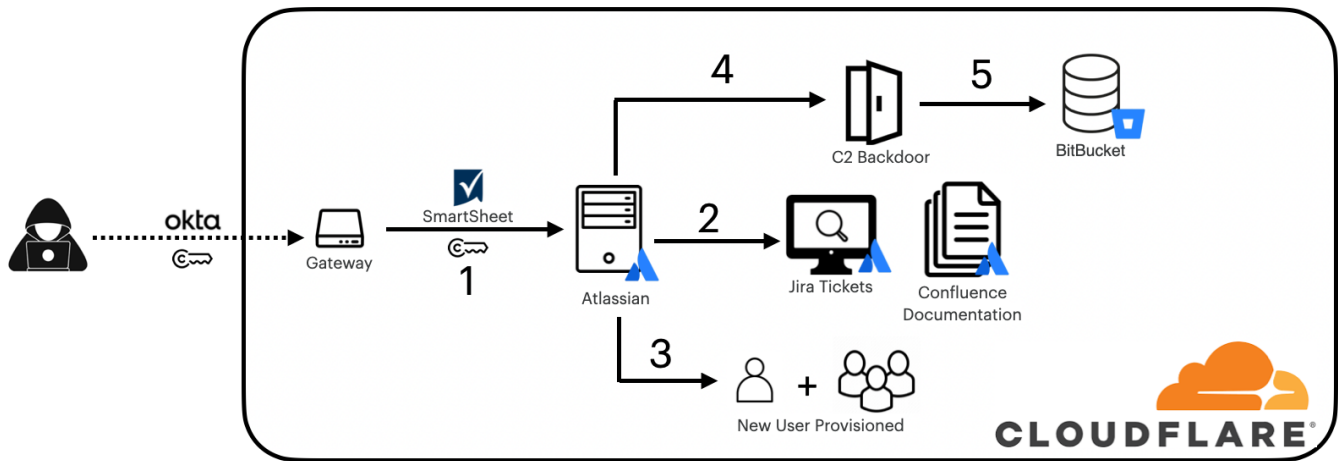 okta
Gateway
SmartSheet
1
Atlassian
4
C2 Backdoor
5
BitBucket
2
Jira Tickets
Confluence
Documentation
3
+
New User Provisioned
CLOUDFLARE®